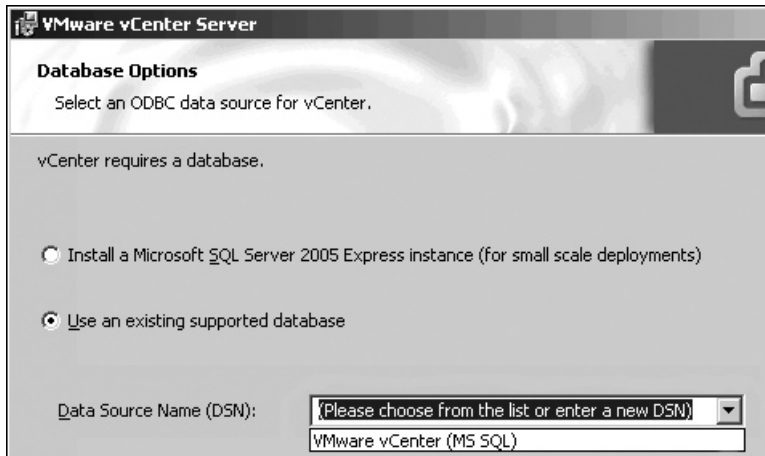 VMware vCenter Server
Database Options
Select an ODBC data source for vCenter.
vCenter requires a database.
Install a Microsoft SQL Server 2005 Express instance (for small scale deployments)
Use an existing supported database
Data Source Name (DSN): (Please choose from the list or enter a new DSN)
VMware vCenter (MS SQL)